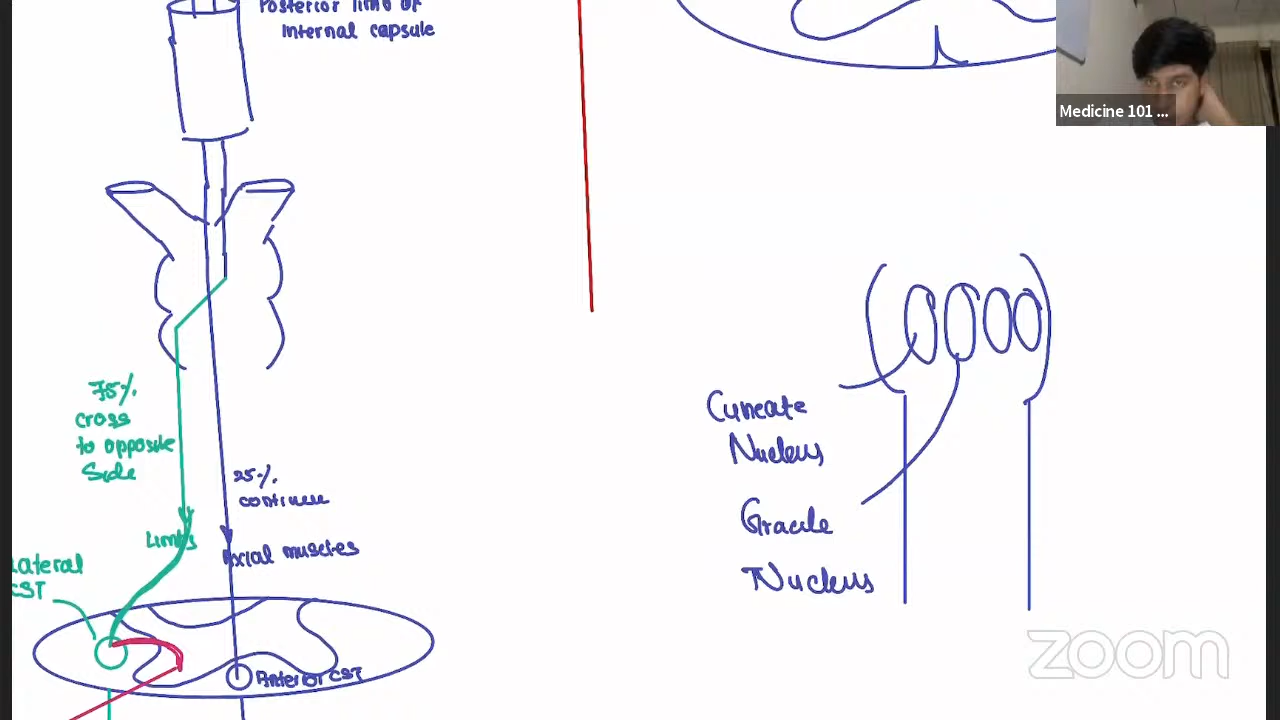 Posterior limb of
internal capsule
Medicine 101 ...
75%
cross
to opposite
Side
25%
continue
Limbs
Axial muscles
Lateral
CST
Anterior CST
Cuneate
Nucleus
Gracile
Nucleus
zoom